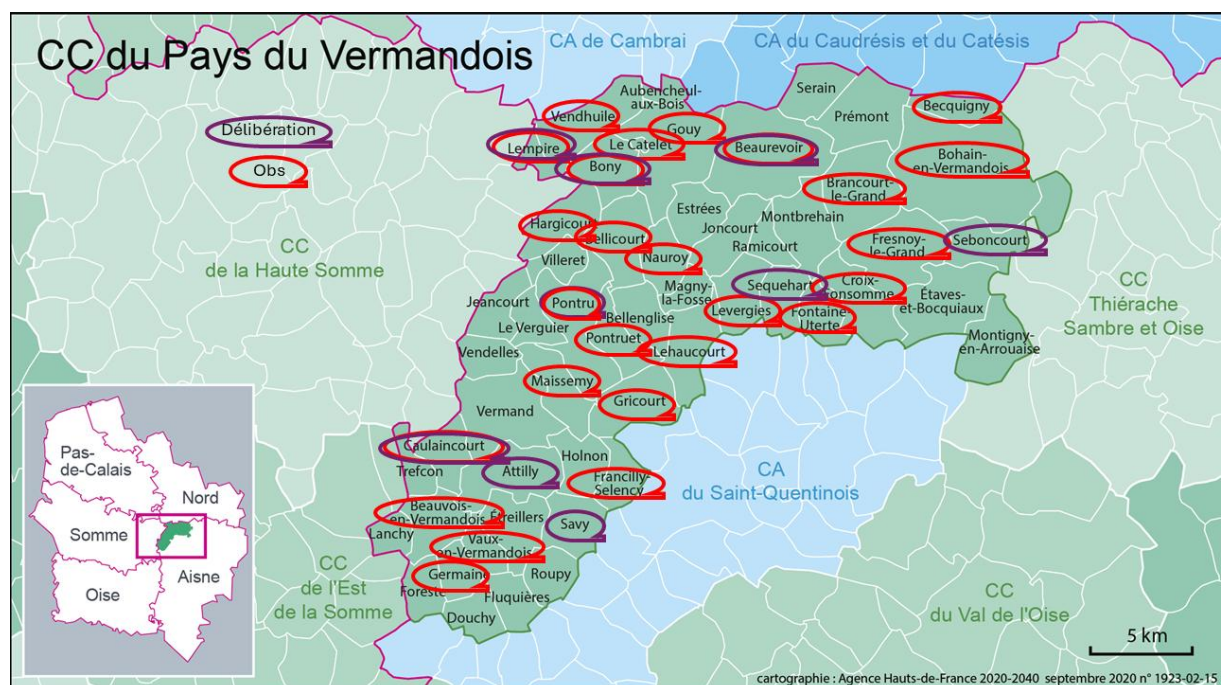 CC du Pays du Vermandois
CA de Cambrai
CA du Caudrésis et du Catésis
Délibération
Obs
CC
de la Haute Somme
Aubencheul-
aux-Bois
Serain
Prémont
Becquigny
Vendhuile
Gouy
Lempire
Le Catelet
Beaurevoir
Bony
Bohain-
en-Vermandois
Brancourt-
le-Grand
Estrées
Montbrehain
Hargicourt
Joncourt
Bellicourt
Ramicourt
Fresnoy-
le-Grand
Seboncourt
Villeret
Nauroy
Magny-
la-Fosse
Sequehart
Croix-
Fonsomme
Étaves-
et-Bocquiaux
Jeancourt
Pontru
Levergies
Fontaine-
Uterte
Le Verguier
Bellenglise
Pontruet
Montigny-
en-Arrouaise
Vendelles
Lehaucourt
Maissemy
Gricourt
Vermand
CC
Thiérache
Sambre et Oise
Caulaincourt
Holnon
Trefcon
Attilly
Francilly-
Selency
CA
du Saint-Quentinois
Beauvois-
en-Vermandois
Étreillers
Savy
Lanchy
Vaux-
en-Vermandois
Germaine
Roupy
Foreste
Fluquières
Douchy
CC
de l'Est
de la Somme
CC
du Val de l'Oise
Pas-
de-Calais
Nord
Somme
Aisne
Oise
5 km
cartographie : Agence Hauts-de-France 2020-2040 septembre 2020 n° 1923-02-15